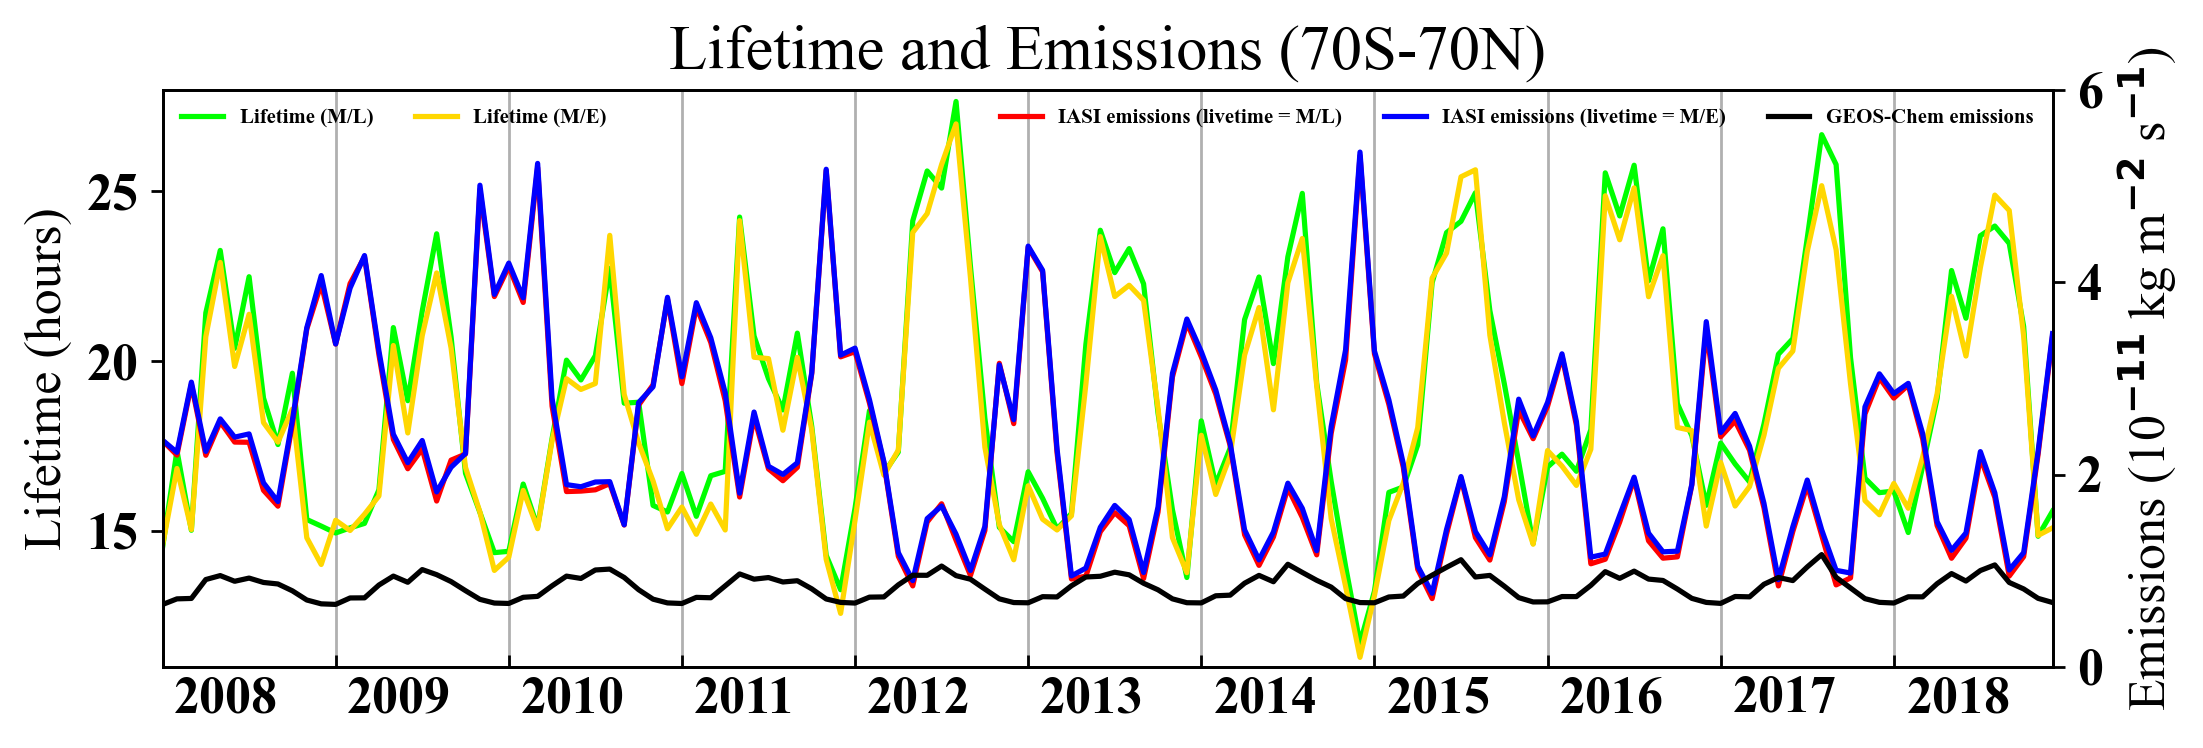 Lifetime and Emissions (70S-70N)
Lifetime (M/L) Lifetime (M/E) IASI emissions (livetime = M/L) IASI emissions (livetime = M/E) GEOS-Chem emissions
Lifetime (hours)
25
20
15
6
4
2
0
Emissions (10⁻¹¹ kg m⁻² s⁻¹)
2008 2009 2010 2011 2012 2013 2014 2015 2016 2017 2018